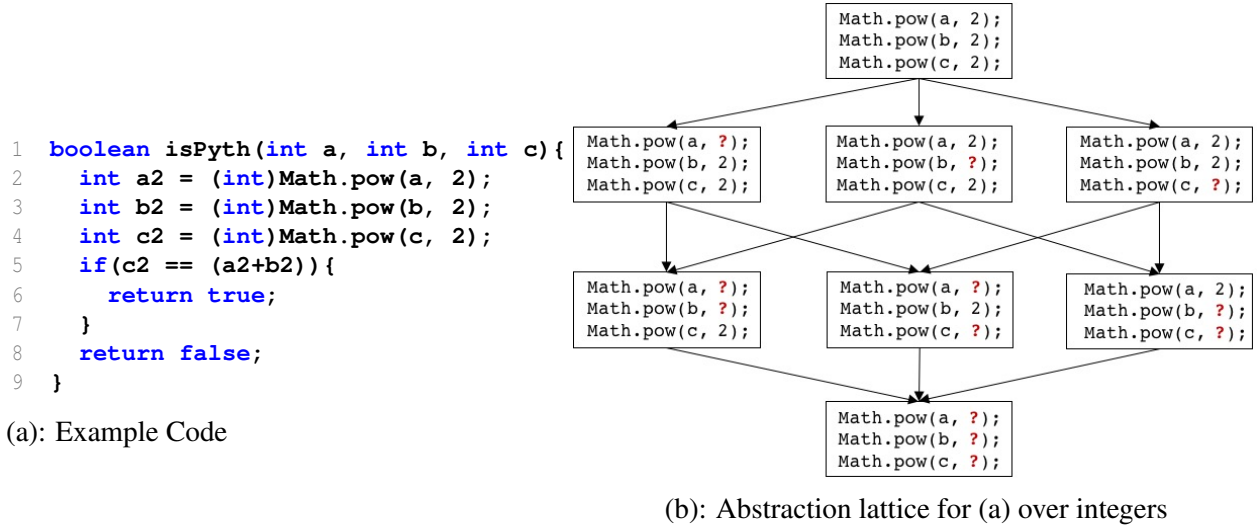 1 boolean isPyth(int a, int b, int c){
2 int a2 = (int)Math.pow(a, 2);
3 int b2 = (int)Math.pow(b, 2);
4 int c2 = (int)Math.pow(c, 2);
5 if(c2 == (a2+b2)){
6 return true;
7 }
8 return false;
9 }
(a): Example Code
Math.pow(a, 2);
Math.pow(b, 2);
Math.pow(c, 2);
Math.pow(a, ?);
Math.pow(b, 2);
Math.pow(c, 2);
Math.pow(a, 2);
Math.pow(b, ?);
Math.pow(c, 2);
Math.pow(a, 2);
Math.pow(b, 2);
Math.pow(c, ?);
Math.pow(a, ?);
Math.pow(b, ?);
Math.pow(c, 2);
Math.pow(a, ?);
Math.pow(b, 2);
Math.pow(c, ?);
Math.pow(a, 2);
Math.pow(b, ?);
Math.pow(c, ?);
Math.pow(a, ?);
Math.pow(b, ?);
Math.pow(c, ?);
(b): Abstraction lattice for (a) over integers